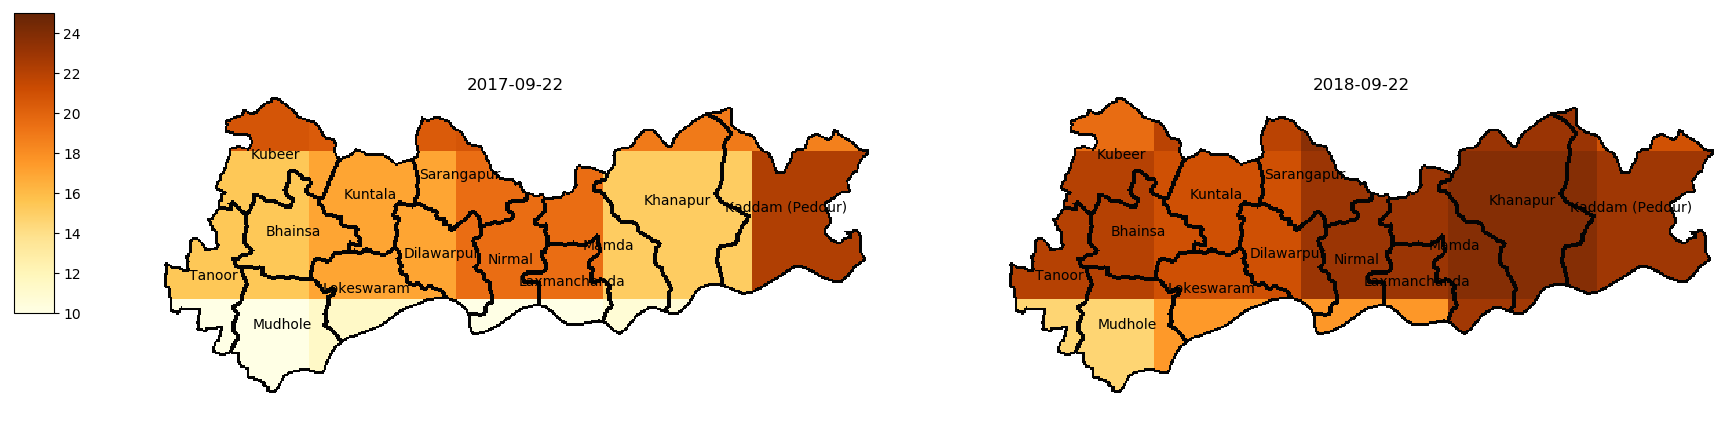 24
22
20
18
16
14
12
10
2017-09-22
Kubeer
Sarangapur
Kuntala
Khanapur
Kaddam (Peddur)
Bhainsa
Mamda
Dilawarpur
Nirmal
Tanoor
Laxmanchanda
Lokeswaram
Mudhole
2018-09-22
Kubeer
Sarangapur
Kuntala
Khanapur
Kaddam (Peddur)
Bhainsa
Mamda
Dilawarpur
Nirmal
Tanoor
Laxmanchanda
Lokeswaram
Mudhole